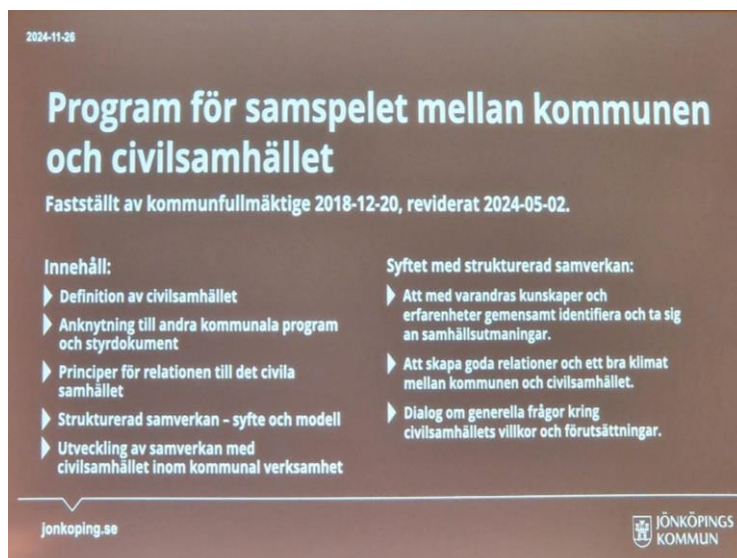 2024-11-26
Program för samspelet mellan kommunen
och civilsamhället
Fastställt av kommunfullmäktige 2018-12-20, reviderat 2024-05-02.
Innehåll:
Definition av civilsamhället
Anknytning till andra kommunala program
och styrdokument
Principer för relationen till det civila
samhället
Strukturerad samverkan – syfte och modell
Utveckling av samverkan med
civilsamhället inom kommunal verksamhet
Syftet med strukturerad samverkan:
Att med varandras kunskaper och
erfarenheter gemensamt identifiera och ta sig
an samhällsutmaningar.
Att skapa goda relationer och ett bra klimat
mellan kommunen och civilsamhället.
Dialog om generella frågor kring
civilsamhällets villkor och förutsättningar.
jonkoping.se
JÖNKÖPINGS
KOMMUN